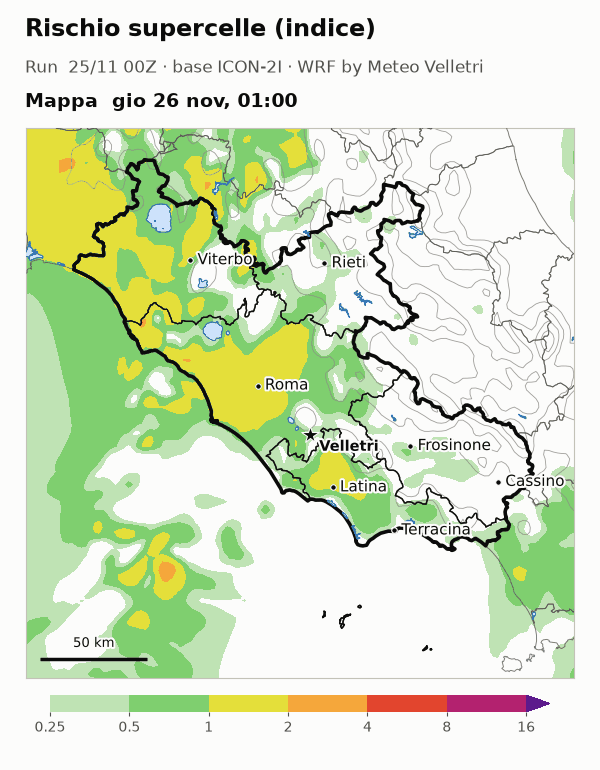 Rischio supercelle (indice)
Run  25/11 00Z · base ICON-2I · WRF by Meteo Velletri
Mappa  gio 26 nov, 01:00
Viterbo
Rieti
Roma
Velletri
Frosinone
Latina
Cassino
Terracina
50 km
0.25 0.5 1 2 4 8 16